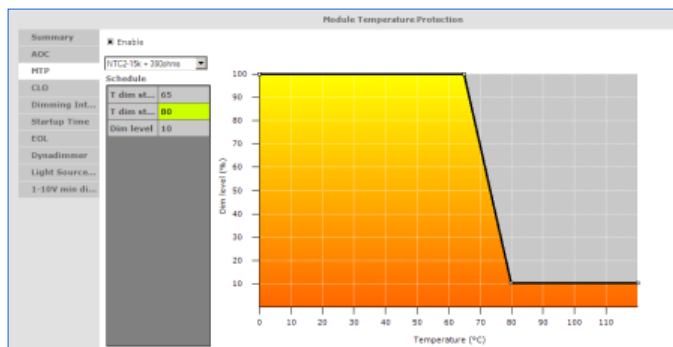 Module Temperature Protection
Summary
AOC
MTP
CLO
Dimming Int...
Startup Time
EOL
Dynadimmer
Light Source...
1-10V min di...
Enable
NTC2-15k + 390ohms
Schedule
T dim st... 65
T dim st... 80
Dim level 10
Dim level (%)
100
90
80
70
60
50
40
30
20
10
0 10 20 30 40 50 60 70 80 90 100 110
Temperature (°C)